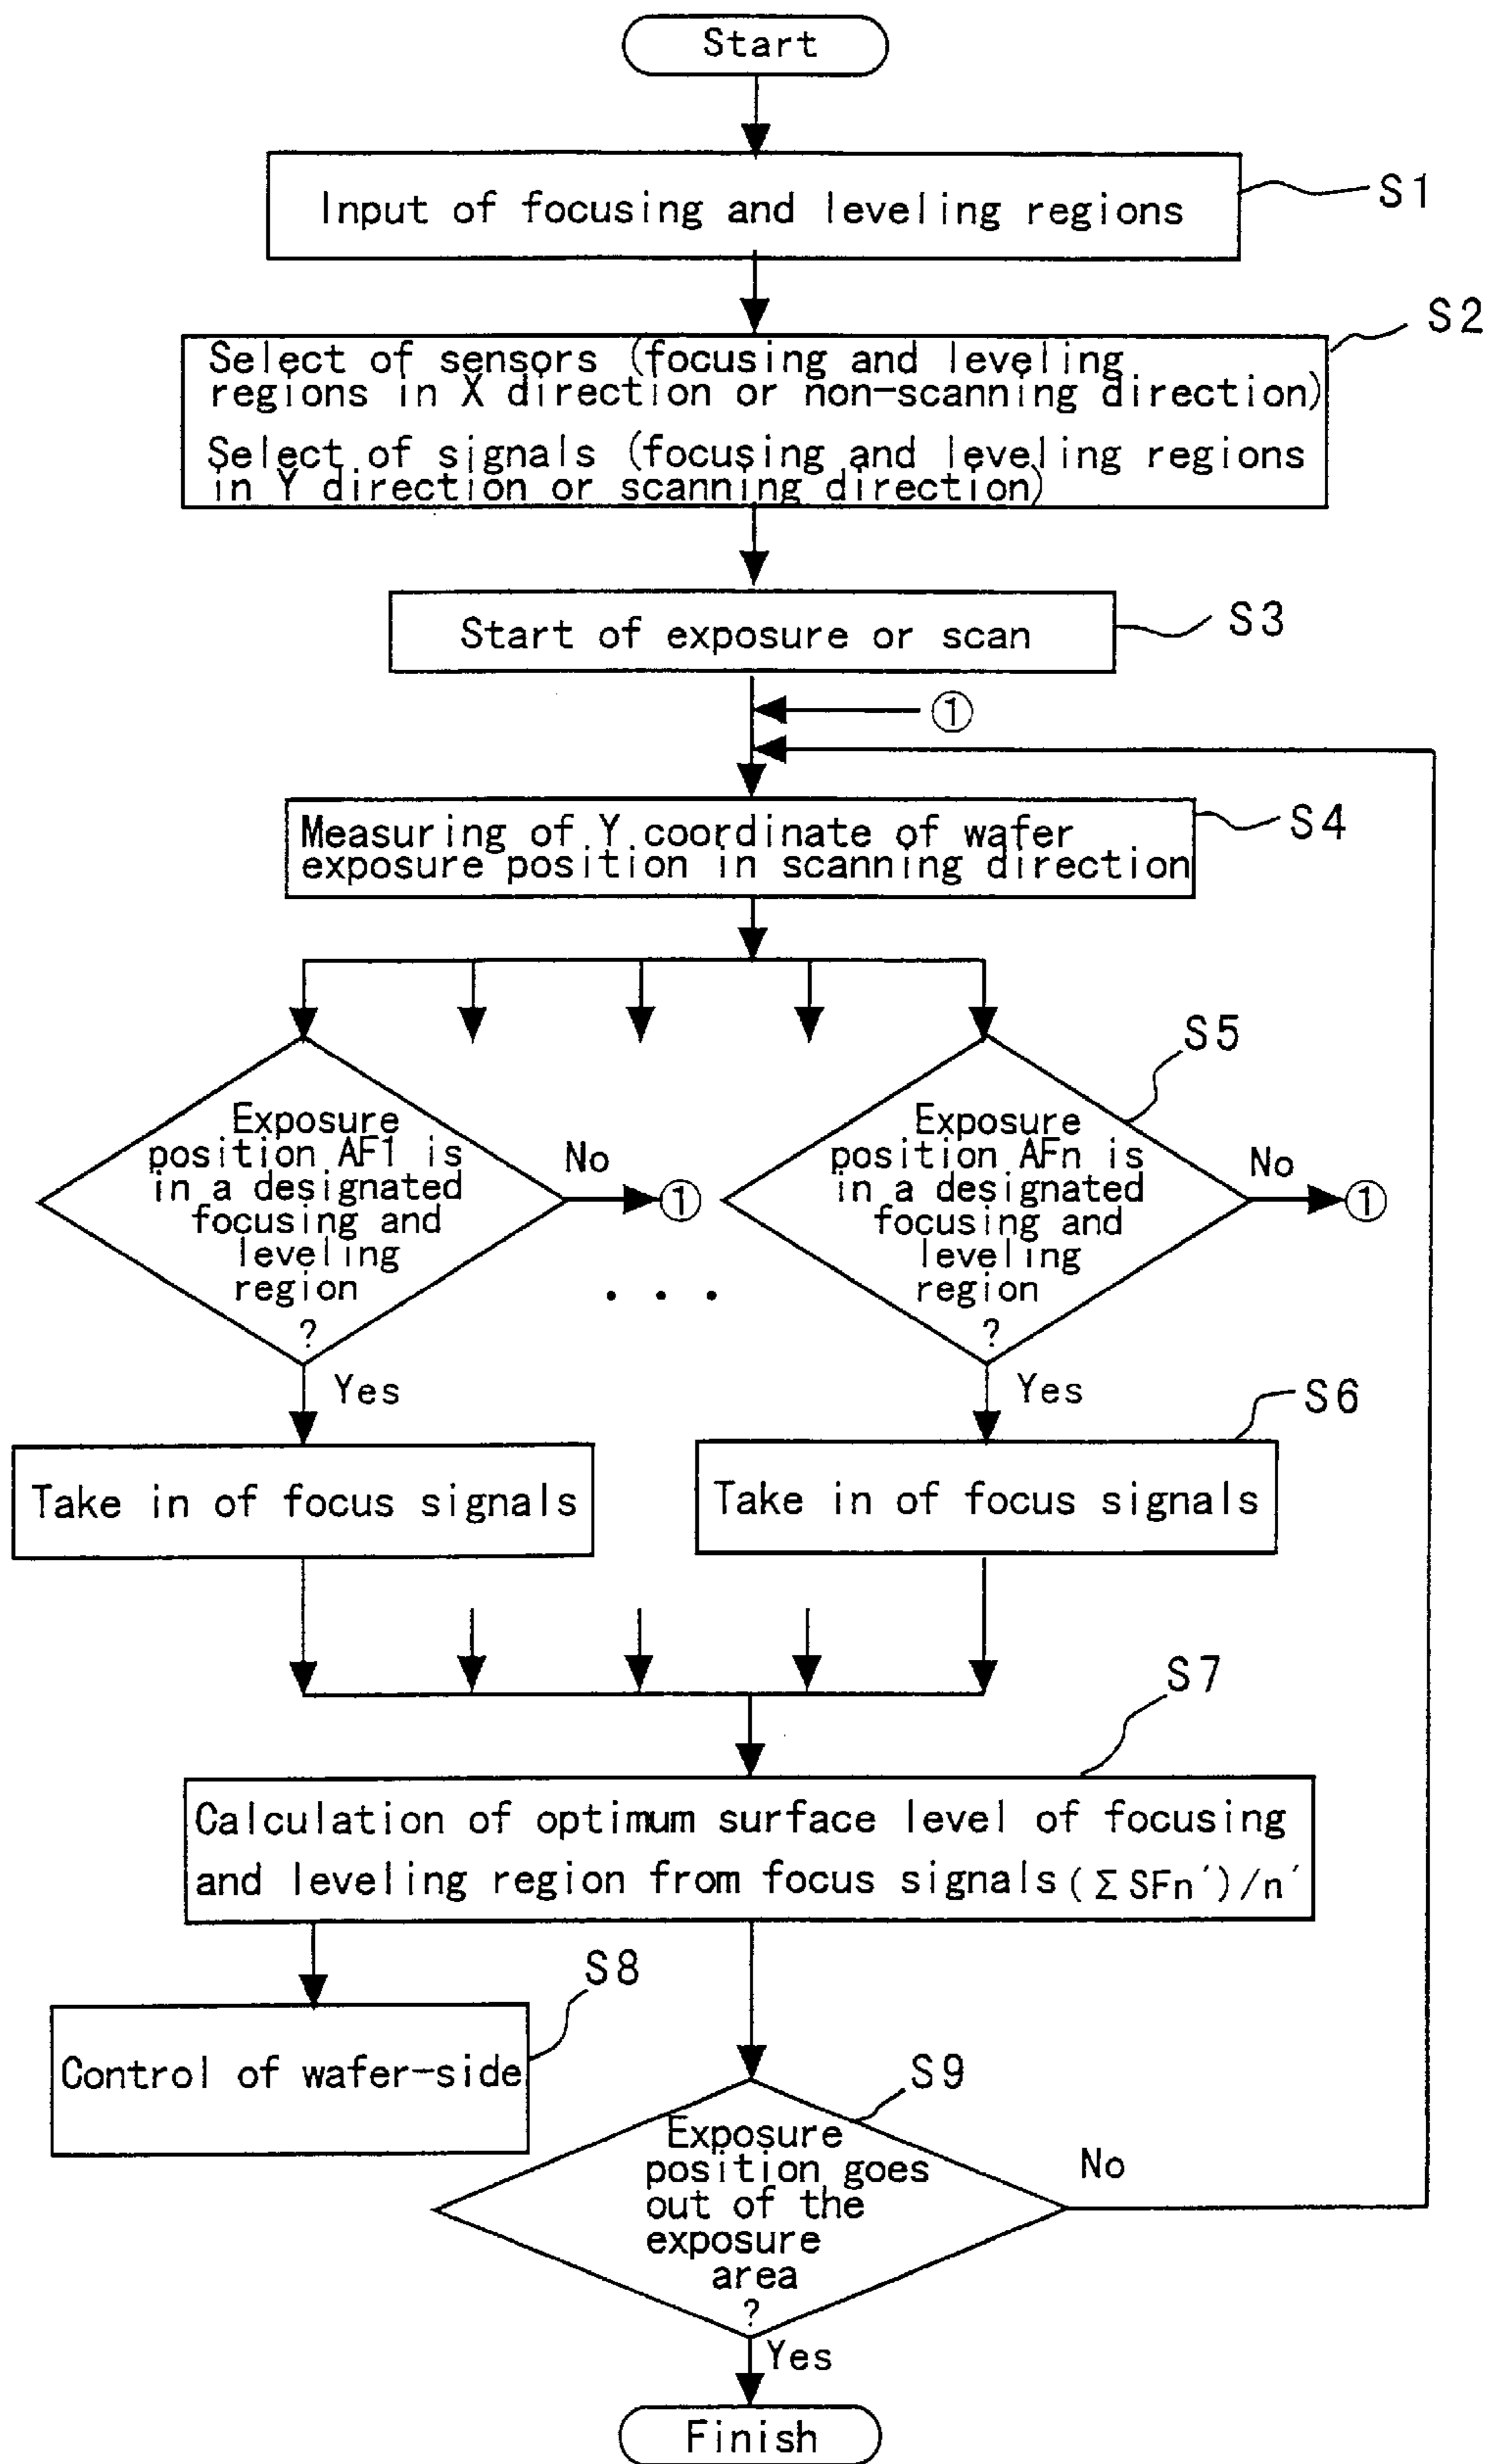 Start
Input of focusing and leveling regions
S1
Select of sensors (focusing and leveling
regions in X direction or non-scanning direction)
Select of signals (focusing and leveling regions
in Y direction or scanning direction)
S2
Start of exposure or scan
S3
①
Measuring of Y coordinate of wafer
exposure position in scanning direction
S4
Exposure
position AF1 is
in a designated
focusing and
leveling
region
?
No
①
. . .
S5
Exposure
position AFn is
in a designated
focusing and
leveling
region
?
No
①
Yes
Yes
S6
Take in of focus signals
Take in of focus signals
S7
Calculation of optimum surface level of focusing
and leveling region from focus signals (ΣSFn′)/n′
S8
Control of wafer-side
S9
Exposure
position goes
out of the
exposure
area
?
No
Yes
Finish